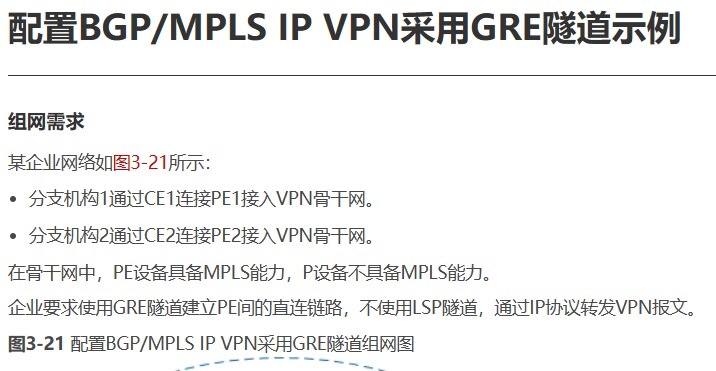 配置BGP/MPLS IP VPN采用GRE隧道示例
组网需求
某企业网络如图3-21所示：
• 分支机构1通过CE1连接PE1接入VPN骨干网。
• 分支机构2通过CE2连接PE2接入VPN骨干网。
在骨干网中，PE设备具备MPLS能力，P设备不具备MPLS能力。
企业要求使用GRE隧道建立PE间的直连链路，不使用LSP隧道，通过IP协议转发VPN报文。
图3-21 配置BGP/MPLS IP VPN采用GRE隧道组网图